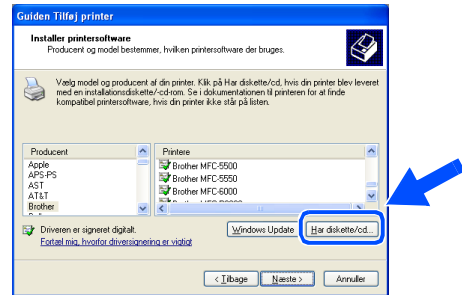 Guiden Tilføj printer
Installer printersoftware
Producent og model bestemmer, hvilken printersoftware der bruges.
Vælg model og producent af din printer. Klik på Har diskette/cd, hvis din printer blev leveret
med en installationsdiskette/-cd-rom. Se i dokumentationen til printeren for at finde
kompatibel printersoftware, hvis din printer ikke står på listen.
Producent
Apple
APS-PS
AST
AT&T
Brother
Printere
Brother MFC-5500
Brother MFC-5550
Brother MFC-6000
Driveren er signeret digitalt.
Fortæl mig, hvorfor driversignering er vigtigt
Windows Update
Har diskette/cd...
< Tilbage
Næste >
Annuller